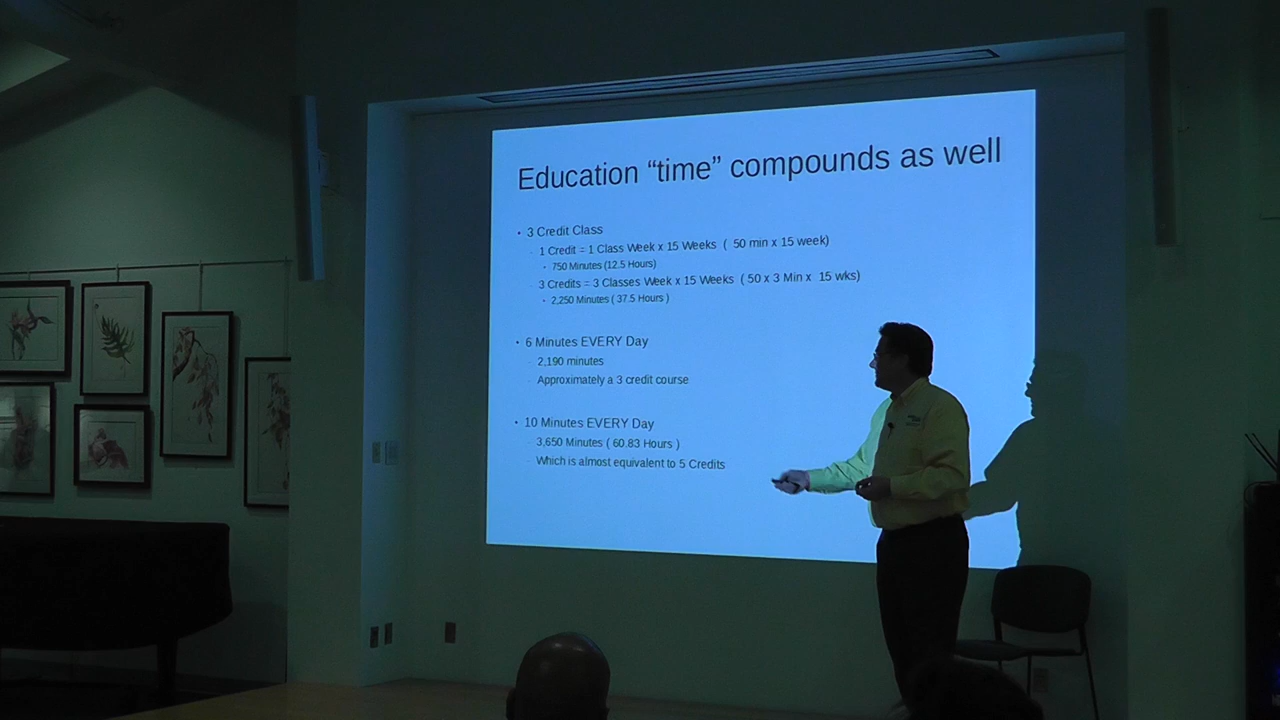 Education “time” compounds as well
• 3 Credit Class
1 Credit = 1 Class Week x 15 Weeks ( 50 min x 15 week)
• 750 Minutes (12.5 Hours)
3 Credits = 3 Classes Week x 15 Weeks ( 50 x 3 Min x 15 wks)
• 2,250 Minutes ( 37.5 Hours )
• 6 Minutes EVERY Day
2,190 minutes
Approximately a 3 credit course
• 10 Minutes EVERY Day
3,650 Minutes ( 60.83 Hours )
Which is almost equivalent to 5 Credits